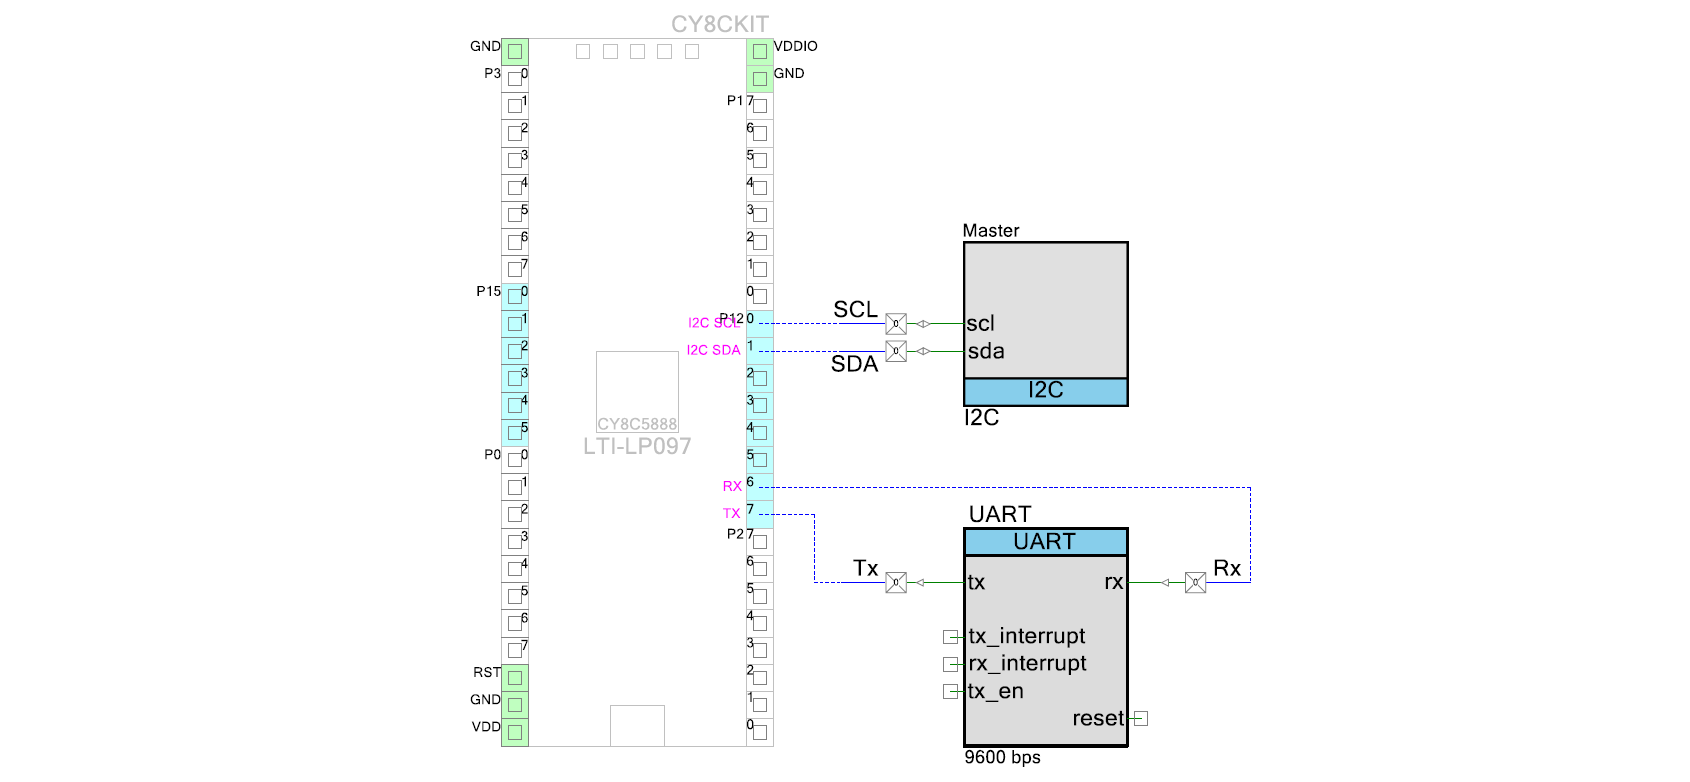 CY8CKIT
GND
P3 0
1
2
3
4
5
6
7
P15 0
1
2
3
4
5
P0 0
1
2
3
4
5
6
7
RST
GND
VDD
VDDIO
GND
P1 7
6
5
4
3
2
1
0
I2C SCL P12 0
I2C SDA 1
2
3
4
5
RX 6
TX 7
P2 7
6
5
4
3
2
1
0
CY8C5888
LTI-LP097
SCL 0
SDA 0
Master
scl
sda
I2C
I2C
UART
UART
Tx 0 tx
rx 0 Rx
tx_interrupt
rx_interrupt
tx_en
reset
9600 bps